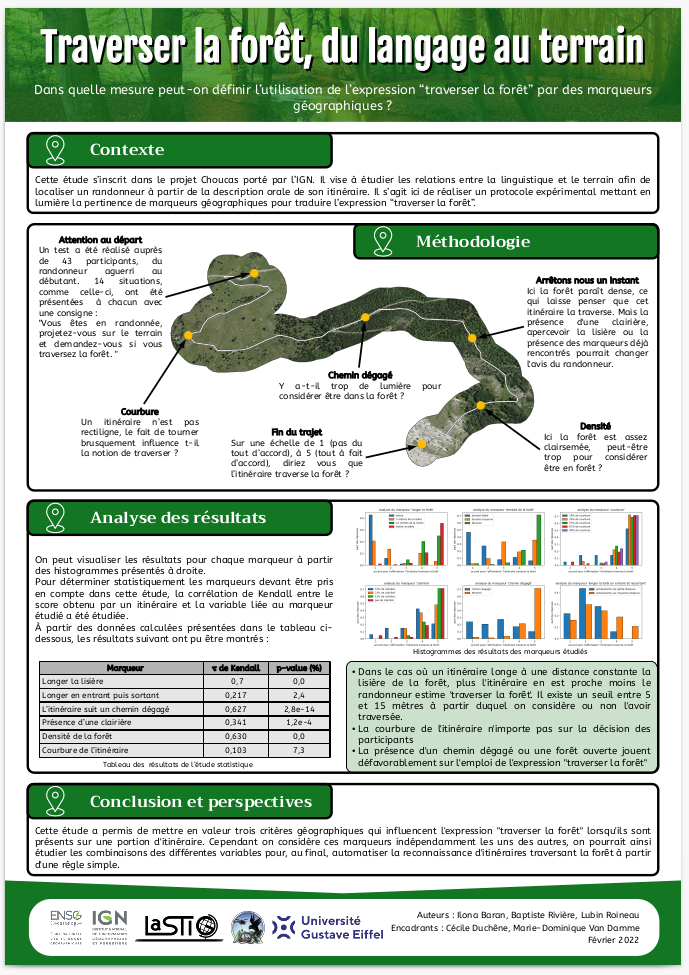 Traverser la forêt, du langage au terrain
Dans quelle mesure peut-on définir l'utilisation de l'expression “traverser la forêt” par des marqueurs
géographiques ?
Contexte
Cette étude s'inscrit dans le projet Choucas porté par l'IGN. Il vise à étudier les relations entre la linguistique et le terrain afin de
localiser un randonneur à partir de la description orale de son itinéraire. Il s'agit ici de réaliser un protocole expérimental mettant en
lumière la pertinence de marqueurs géographiques pour traduire l'expression “traverser la forêt”.
Méthodologie
Attention au départ
Un test a été réalisé auprès
de 43 participants, du
randonneur aguerri au
débutant. 14 situations,
comme celle-ci, ont été
présentées à chacun avec
une consigne :
"Vous êtes en randonnée,
projetez-vous sur le terrain
et demandez-vous si vous
traversez la forêt. "
Courbure
Un itinéraire n'est pas
rectiligne, le fait de tourner
brusquement influence t-il
la notion de traverser ?
Chemin dégagé
Y a-t-il trop de lumière pour
considérer être dans la forêt ?
Fin du trajet
Sur une échelle de 1 (pas du
tout d'accord), à 5 (tout à fait
d'accord), diriez vous que
l'itinéraire traverse la forêt ?
Arrêtons nous un instant
Ici la forêt paraît dense, ce
qui laisse penser que cet
itinéraire la traverse. Mais la
présence d'une clairière,
apercevoir la lisière ou la
présence des marqueurs déjà
rencontrés pourrait changer
l'avis du randonneur.
Densité
Ici la forêt est assez
clairsemée, peut-être
trop pour considérer
être en forêt ?
Analyse des résultats
On peut visualiser les résultats pour chaque marqueur à partir
des histogrammes présentés à droite.
Pour déterminer statistiquement les marqueurs devant être pris
en compte dans cette étude, la corrélation de Kendall entre le
score obtenu par un itinéraire et la variable liée au marqueur
étudié a été étudiée.
À partir des données calculées présentées dans le tableau ci-
dessous, les résultats suivant ont pu être montrés :
Marqueur τ de Kendall p-value (%)
Longer la lisière 0,7 0,0
Longer en entrant puis sortant 0,217 2,4
L'itinéraire suit un chemin dégagé 0,627 2,8e-14
Présence d'une clairière 0,341 1,2e-4
Densité de la forêt 0,630 0,0
Courbure de l'itinéraire 0,103 7,3
Tableau des résultats de l'étude statistique
Histogrammes des résultats des marqueurs étudiés
• Dans le cas où un itinéraire longe à une distance constante la
lisière de la forêt, plus l'itinéraire en est proche moins le
randonneur estime 'traverser la forêt'. Il existe un seuil entre 5
et 15 mètres à partir duquel on considère ou non l'avoir
traversée.
• La courbure de l'itinéraire n'importe pas sur la décision des
participants
• La présence d'un chemin dégagé ou une forêt ouverte jouent
défavorablement sur l'emploi de l'expression "traverser la forêt"
Conclusion et perspectives
Cette étude a permis de mettre en valeur trois critères géographiques qui influencent l'expression "traverser la forêt" lorsqu'ils sont
présents sur une portion d'itinéraire. Cependant on considère ces marqueurs indépendamment les uns des autres, on pourrait ainsi
étudier les combinaisons des différentes variables pour, au final, automatiser la reconnaissance d'itinéraires traversant la forêt à partir
d'une règle simple.
ENSG
IGN
LaSTIG
Université
Gustave Eiffel
Auteurs : Ilona Baran, Baptiste Rivière, Lubin Roineau
Encadrants : Cécile Duchêne, Marie-Dominique Van Damme
Février 2022